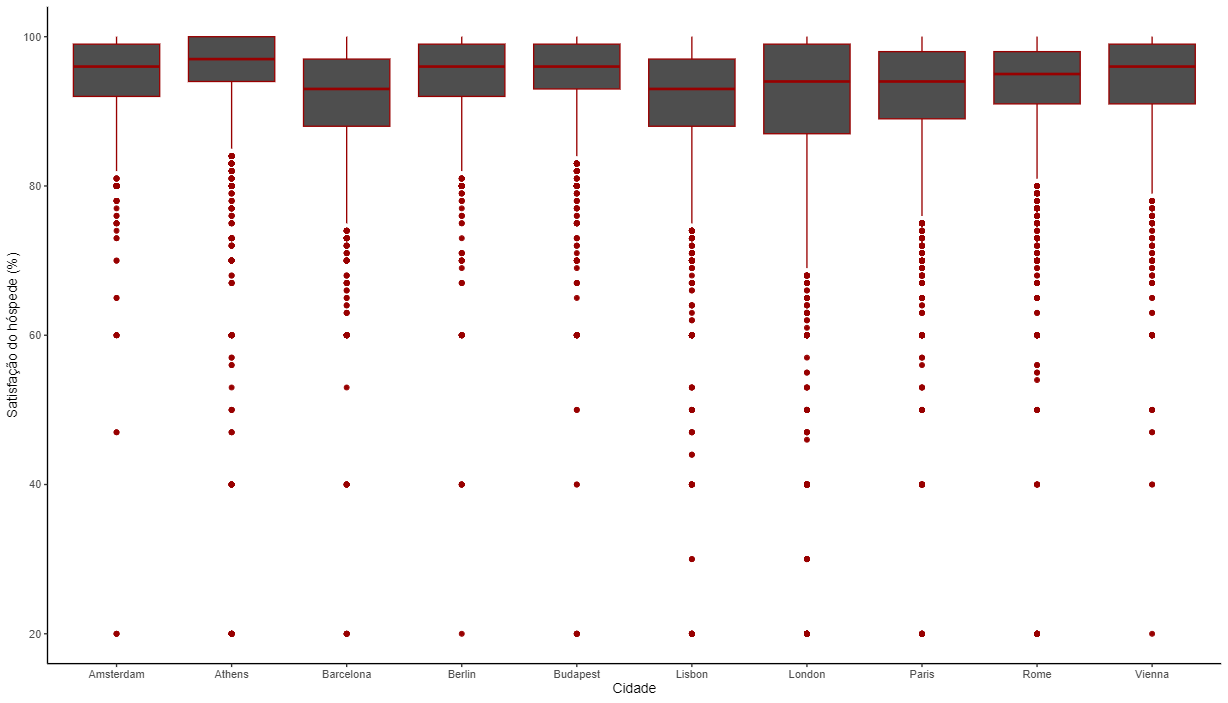 Satisfação do hóspede (%)
100
80
60
40
20
Amsterdam Athens Barcelona Berlin Budapest Lisbon London Paris Rome Vienna
Cidade